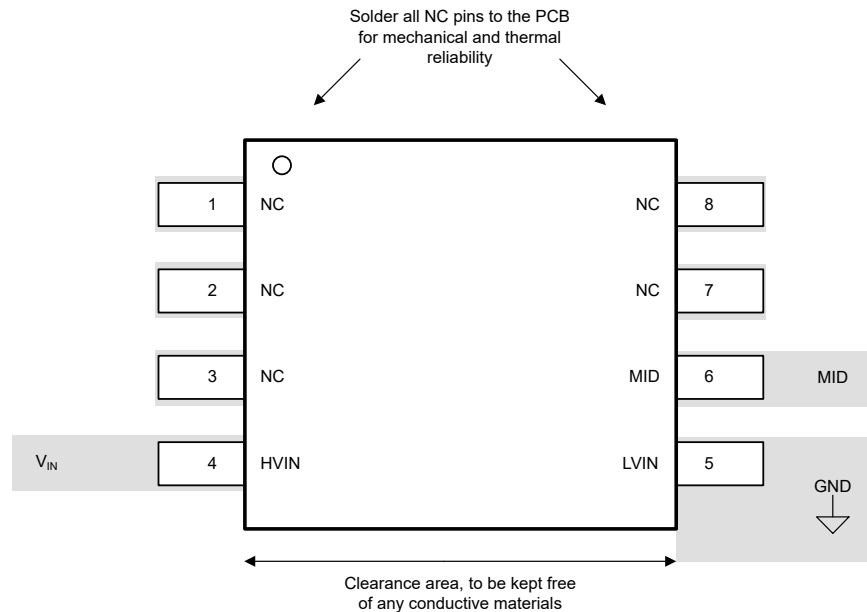 Solder all NC pins to the PCB
for mechanical and thermal
reliability
1 NC NC 8
2 NC NC 7
3 NC MID 6 MID
V_IN 4 HVIN LVIN 5
GND
Clearance area, to be kept free
of any conductive materials